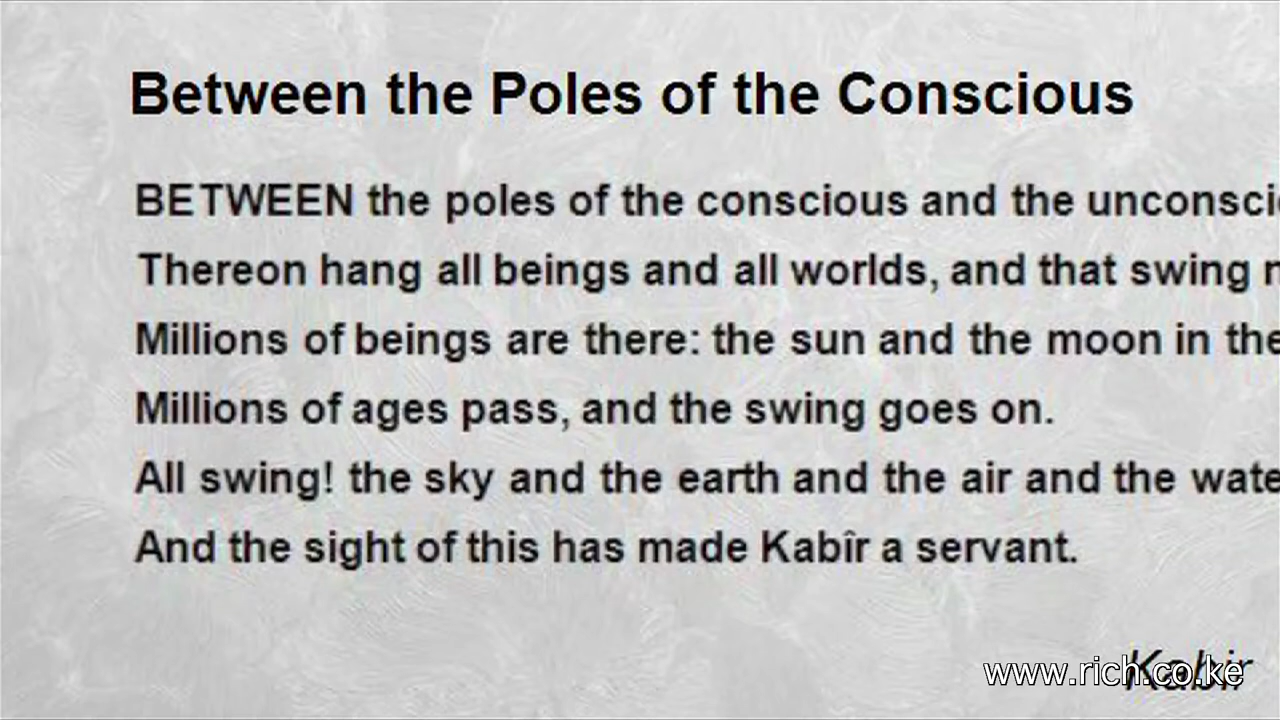 Between the Poles of the Conscious
BETWEEN the poles of the conscious and the
Thereon hang all beings and all worlds, and that swing
Millions of beings are there: the sun and the moon in
Millions of ages pass, and the swing goes on.
All swing! the sky and the earth and the air and the
And the sight of this has made Kabîr a servant.
Kabir
www.rich.co.ke